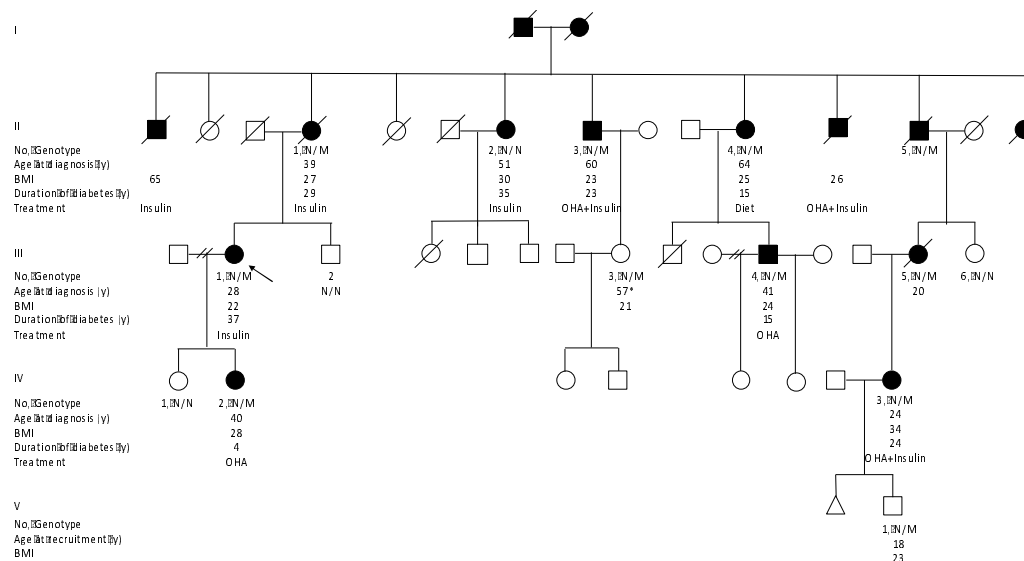 I
II
No, Genotype 1, N/M 2, N/N 3, N/M 4, N/M 5, N/M
Age at diagnosis (y) 39 51 60 64
BMI 65 27 30 23 25 26
Duration of diabetes (y) 29 35 23 15
Treatment Insulin Insulin Insulin OHA+Insulin Diet OHA+Insulin
III
No, Genotype 1, N/M 2 3, N/M 4, N/M 5, N/M 6, N/N
Age at diagnosis (y) 28 N/N 57* 41 20
BMI 22 21 24
Duration of diabetes (y) 37 15
Treatment Insulin OHA
IV
No, Genotype 1, N/N 2, N/M 3, N/M
Age at diagnosis (y) 40 24
BMI 28 34
Duration of diabetes (y) 4 24
Treatment OHA OHA+Insulin
V
No, Genotype 1, N/M
Age at recruitment (y) 18
BMI 23